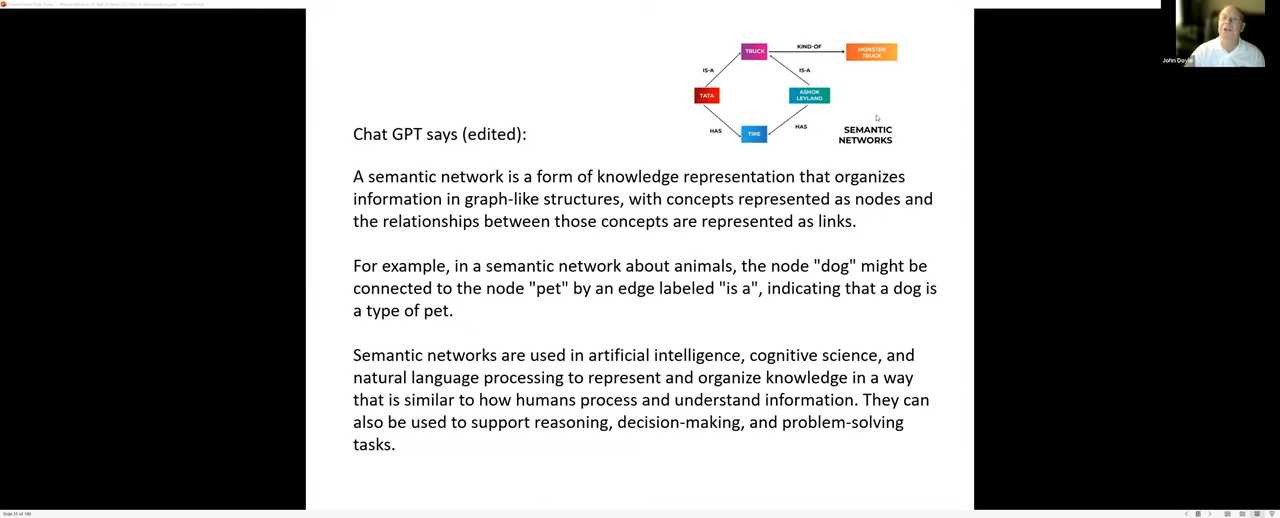 TRUCK
KIND-OF
MONSTER
TRUCK
IS-A
IS-A
TATA
ASHOK
LEYLAND
HAS
HAS
TIRE
SEMANTIC
NETWORKS
John Doyle
Chat GPT says (edited):
A semantic network is a form of knowledge representation that organizes
information in graph-like structures, with concepts represented as nodes and
the relationships between those concepts are represented as links.
For example, in a semantic network about animals, the node "dog" might be
connected to the node "pet" by an edge labeled "is a", indicating that a dog is
a type of pet.
Semantic networks are used in artificial intelligence, cognitive science, and
natural language processing to represent and organize knowledge in a way
that is similar to how humans process and understand information. They can
also be used to support reasoning, decision-making, and problem-solving
tasks.
Slide 55 of 199